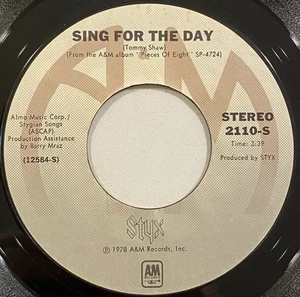 SING FOR THE DAY
(Tommy Shaw)
(From the A&M album "Pieces Of Eight" SP-4724)
Almo Music Corp./
Stygian Songs
(ASCAP)
Production Assistance
by Barry Mraz
(12584-S)
STEREO
2110-S
Time: 3:39
Produced by STYX
Styx
℗ 1978 A&M Records, Inc.
A&M